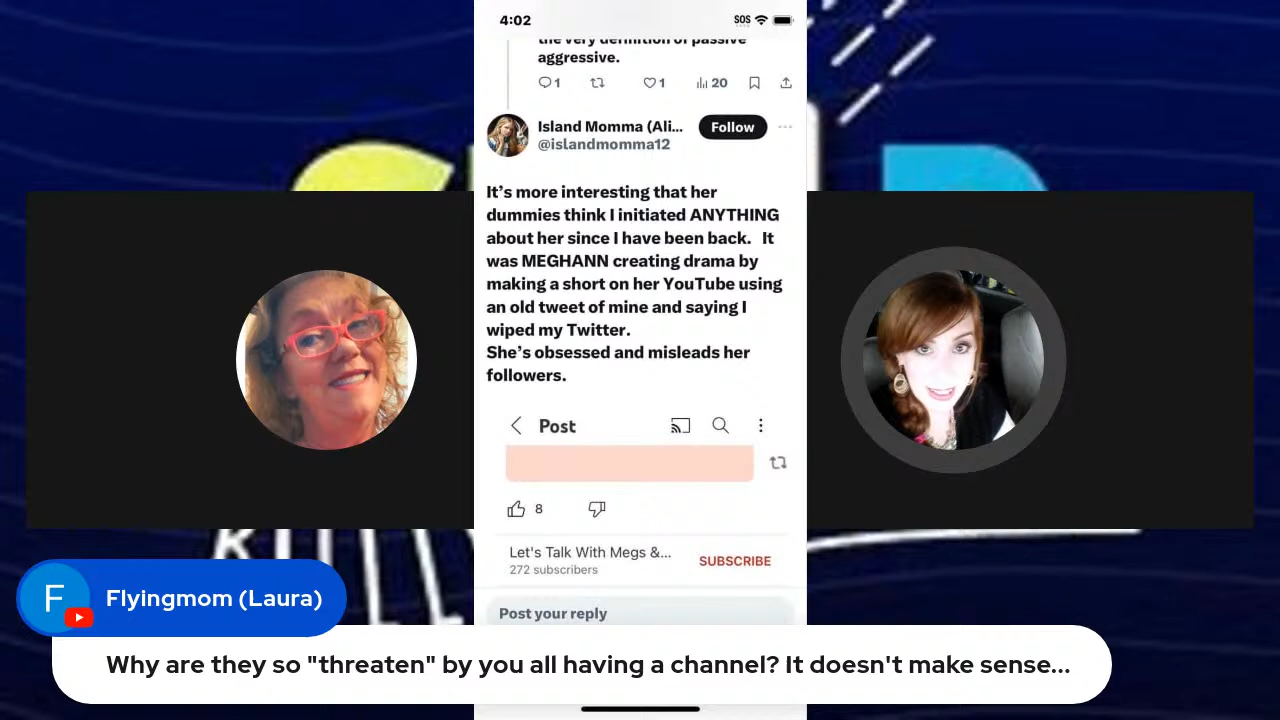 4:02
SOS
the very definition of passive
aggressive.
1
1
20
Island Momma (Ali...
Follow
@islandmomma12
It's more interesting that her
dummies think I initiated ANYTHING
about her since I have been back. It
was MEGHANN creating drama by
making a short on her YouTube using
an old tweet of mine and saying I
wiped my Twitter.
She's obsessed and misleads her
followers.
Post
8
Let's Talk With Megs &...
SUBSCRIBE
272 subscribers
Post your reply
F
Flyingmom (Laura)
Why are they so "threaten" by you all having a channel? It doesn't make sense...